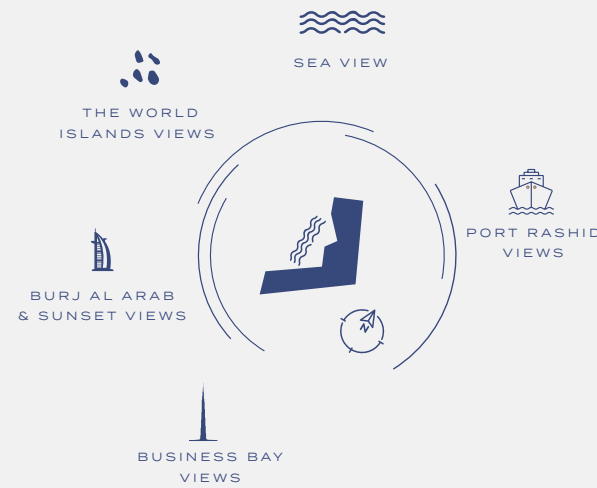 SEA VIEW
THE WORLD
ISLANDS VIEWS
PORT RASHID
VIEWS
BURJ AL ARAB
& SUNSET VIEWS
N
BUSINESS BAY
VIEWS